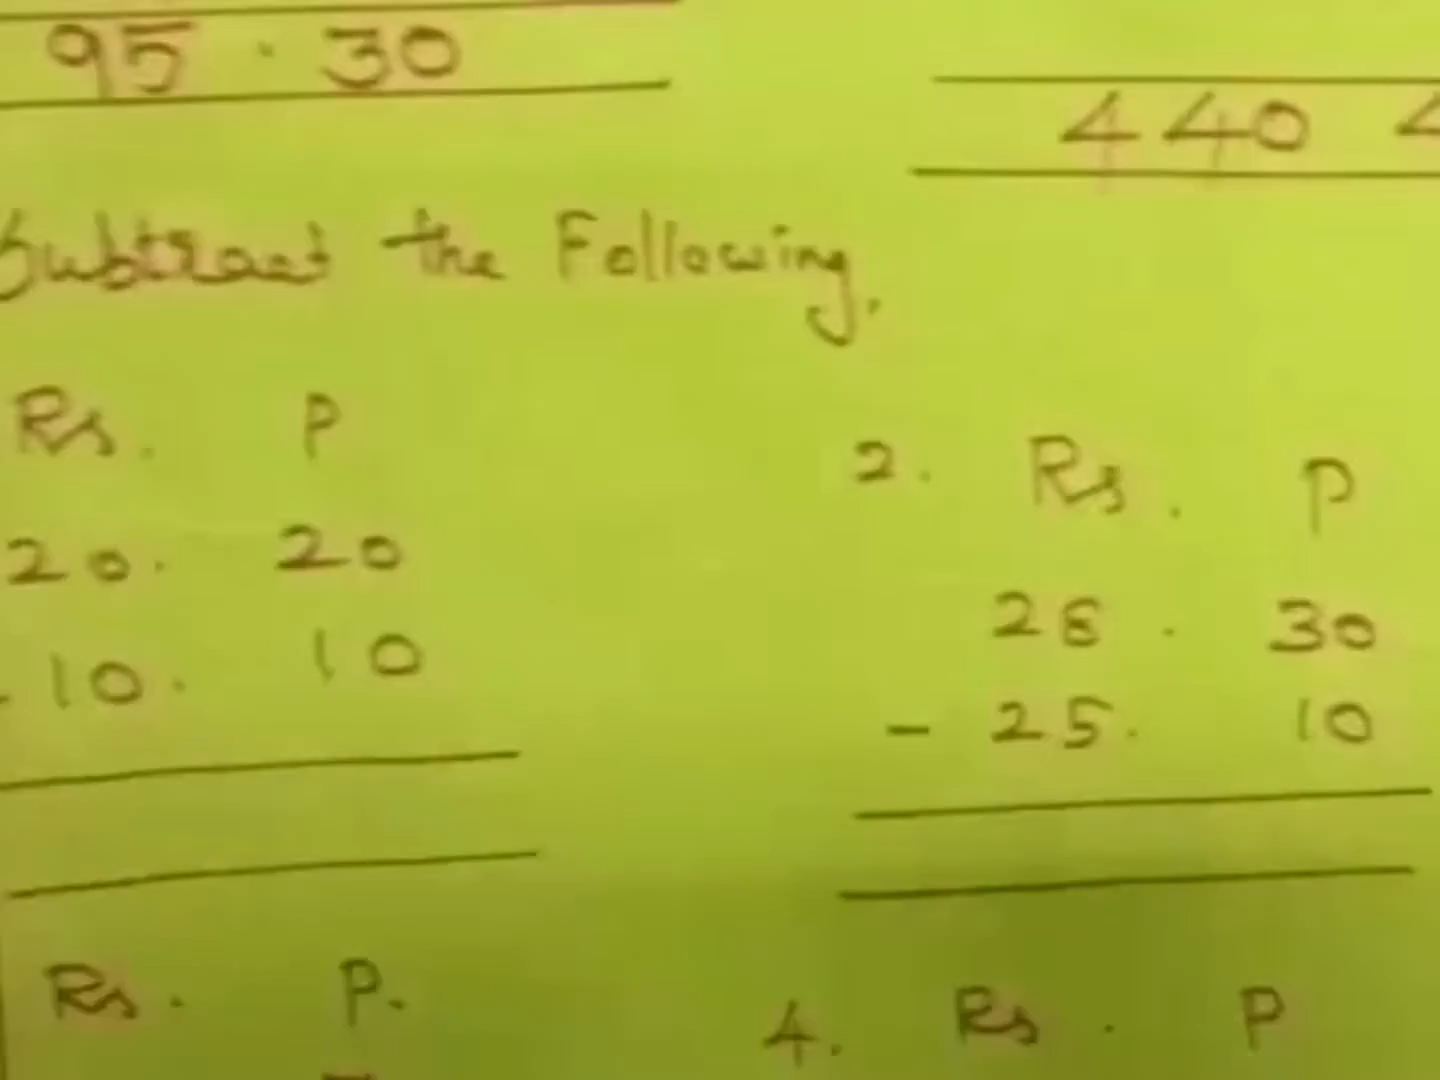 95 . 30
440 4
Subtract the Following.
Rs. P
20. 20
- 10. 10
2. Rs. P
28 . 30
- 25. 10
Rs. P.
4. Rs. P